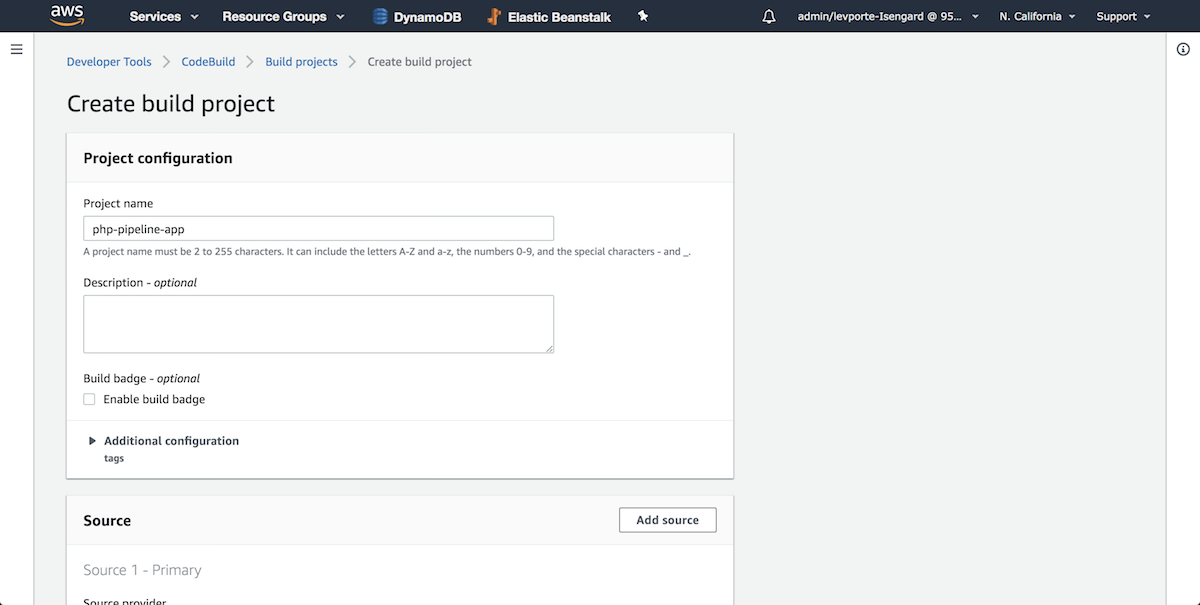 aws Services Resource Groups DynamoDB Elastic Beanstalk admin/levporte-Isengard @ 95... N. California Support
Developer Tools CodeBuild Build projects Create build project
Create build project
Project configuration
Project name
php-pipeline-app
A project name must be 2 to 255 characters. It can include the letters A-Z and a-z, the numbers 0-9, and the special characters - and _.
Description - optional
Build badge - optional
Enable build badge
Additional configuration
tags
Source Add source
Source 1 - Primary
Source provider